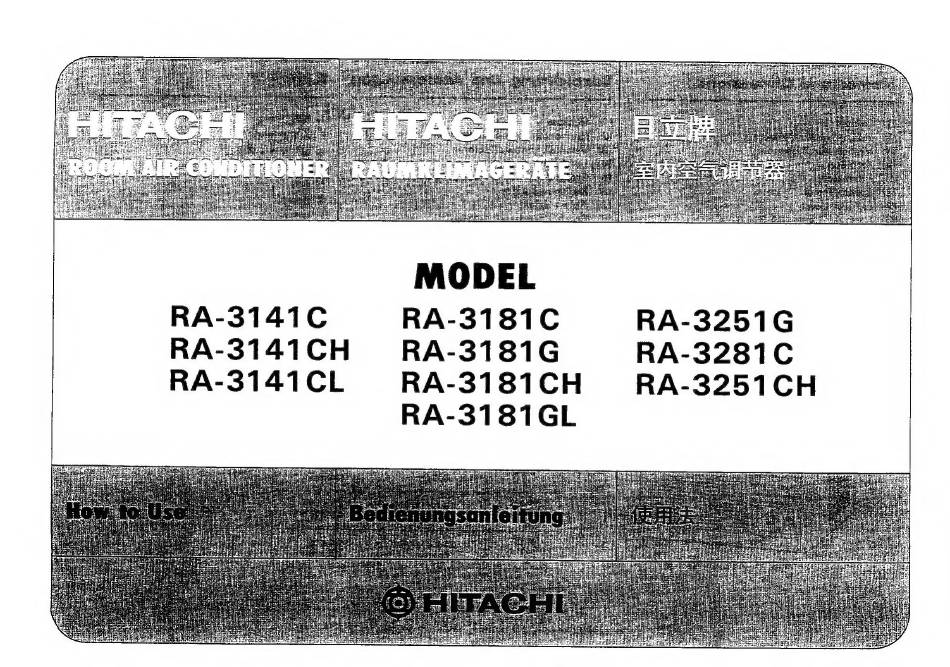 HITACHI
ROOM AIR CONDITIONER
HITACHI
RAUMKLIMAGERÄTE
日立牌
室内空气调节器
MODEL
RA-3141C
RA-3141CH
RA-3141CL
RA-3181C
RA-3181G
RA-3181CH
RA-3181GL
RA-3251G
RA-3281C
RA-3251CH
How to Use
Bedienungsanleitung
使用法
HITACHI